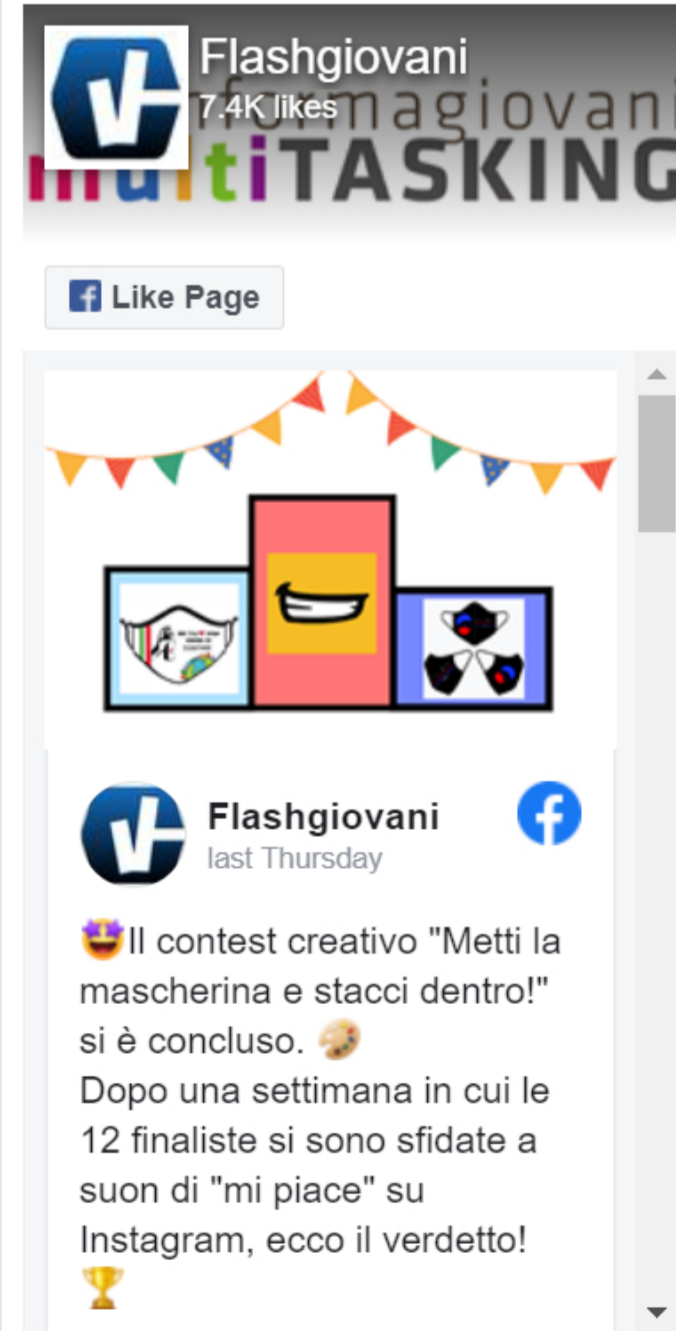 Flashgiovani
7.4K likes
informagiovani
multiTASKING
Like Page
Flashgiovani
last Thursday
🤩Il contest creativo "Metti la
mascherina e stacci dentro!"
si è concluso. 🎨
Dopo una settimana in cui le
12 finaliste si sono sfidate a
suon di "mi piace" su
Instagram, ecco il verdetto!
🏆